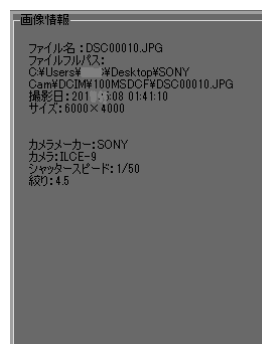 画像情報
ファイル名:DSC00010.JPG
ファイルフルパス:
C:¥Users¥ ¥Desktop¥SONY
Cam¥DCIM¥100MSDCF¥DSC00010.JPG
撮影日:201 :08 01:41:10
サイズ:6000×4000
カメラメーカー:SONY
カメラ:ILCE-9
シャッタースピード:1/50
絞り:4.5